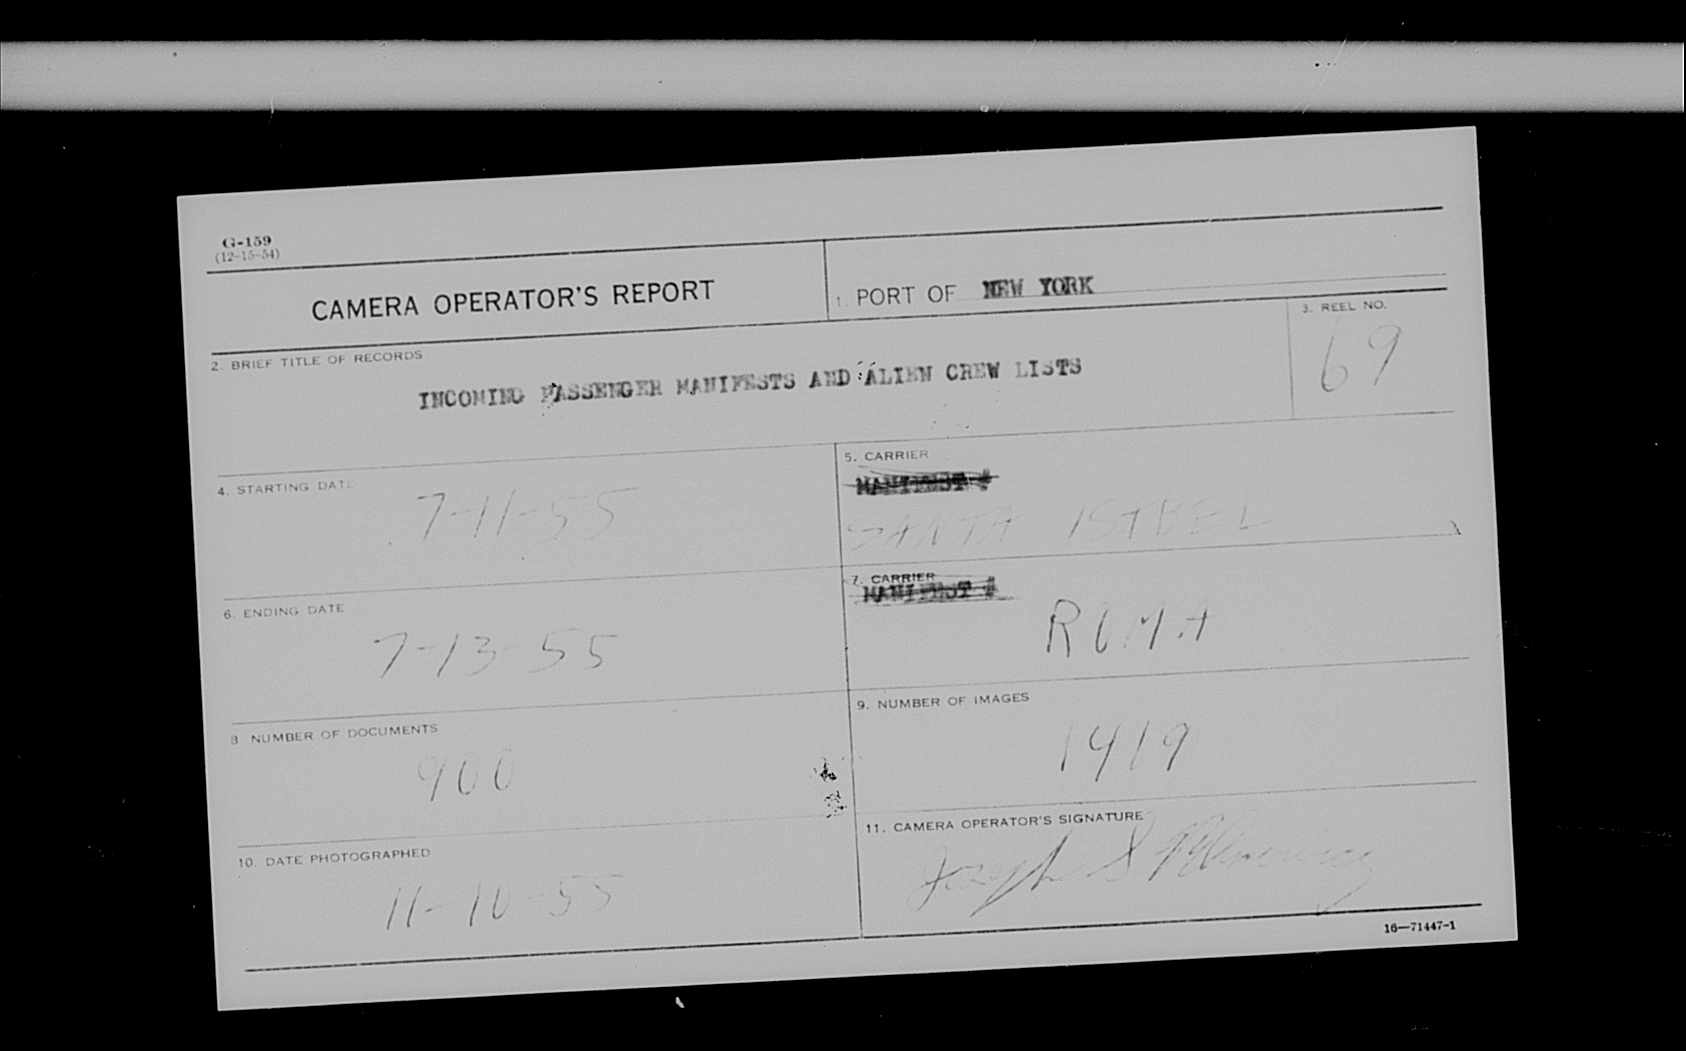 G-159
(12-15-54)
CAMERA OPERATOR'S REPORT
1. PORT OF NEW YORK
2. BRIEF TITLE OF RECORDS
INCOMING PASSENGER MANIFESTS AND ALIEN CREW LISTS
3. REEL NO.
69
4. STARTING DATE
7-11-55
5. CARRIER
MANIFEST #
SANTA ISABEL
6. ENDING DATE
7-13-55
7. CARRIER
MANIFEST #
ROMA
8 NUMBER OF DOCUMENTS
900
9. NUMBER OF IMAGES
1419
10. DATE PHOTOGRAPHED
11-10-55
11. CAMERA OPERATOR'S SIGNATURE
Joseph S
16—71447-1